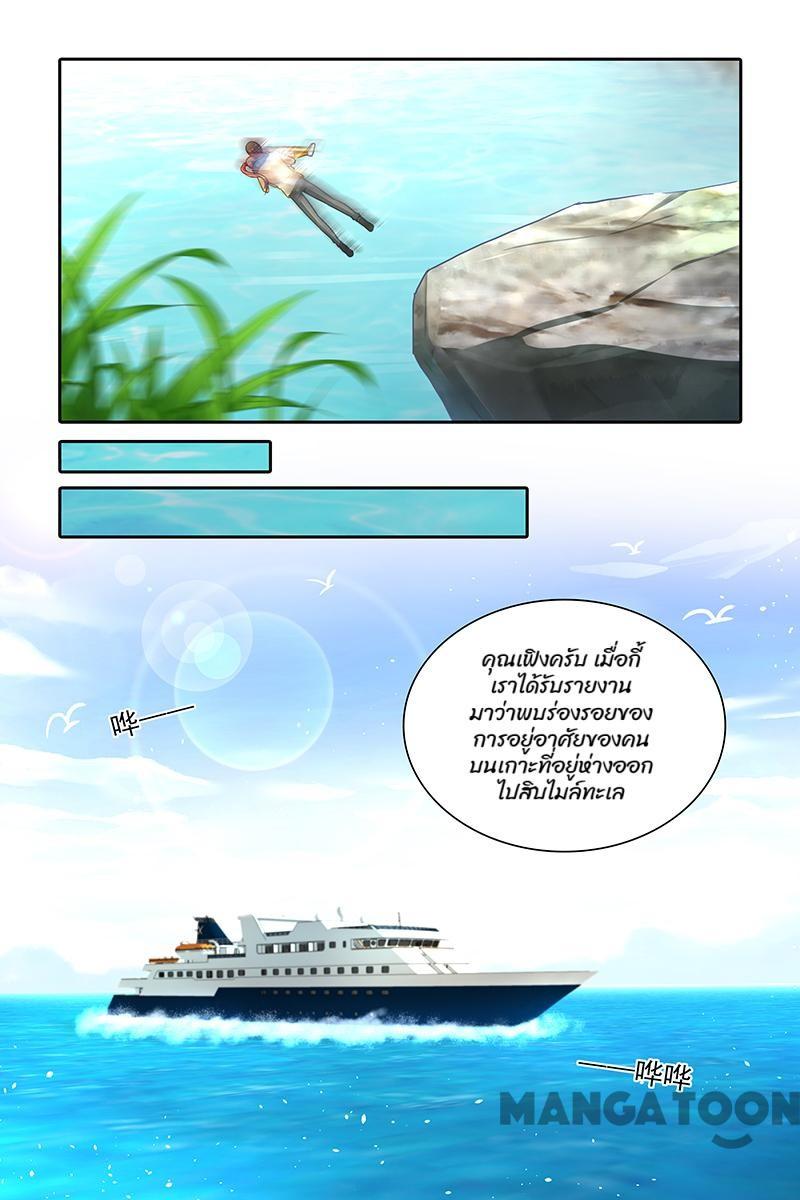 คุณเฟิงครับ เมื่อกี้
เราได้รับรายงาน
มาว่าพบร่องรอยของ
การอยู่อาศัยของคน
บนเกาะที่อยู่ห่างออก
ไปสิบไมล์ทะเล
哗——
——哗哗
MANGATOON